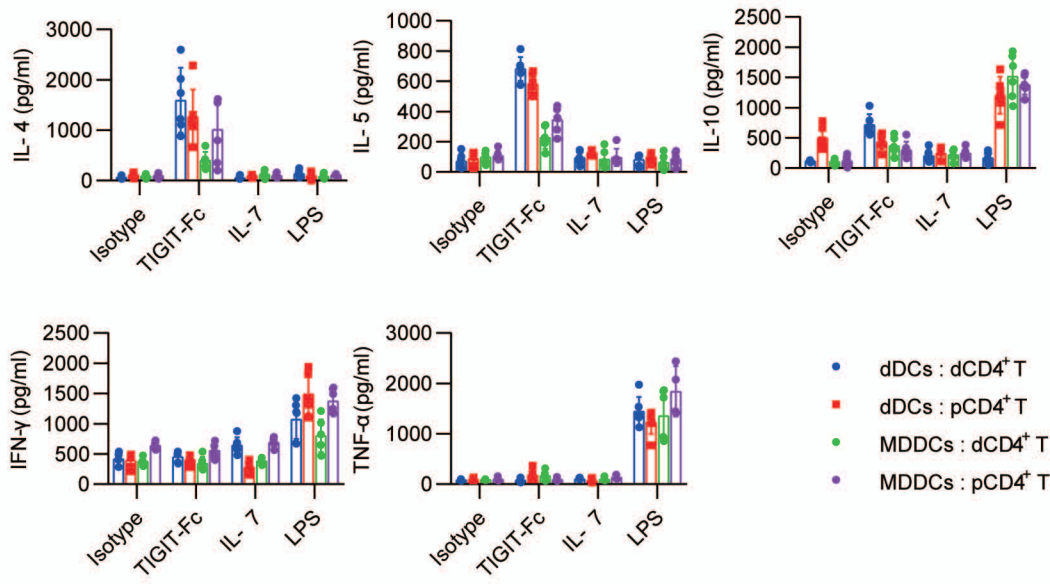 IL- 4 (pg/ml)
3000
2000
1000
0
Isotype
TIGIT-Fc
IL- 7
LPS
IL- 5 (pg/ml)
1000
800
600
400
200
0
Isotype
TIGIT-Fc
IL- 7
LPS
IL-10 (pg/ml)
2500
2000
1500
1000
500
0
Isotype
TIGIT-Fc
IL- 7
LPS
IFN-γ (pg/ml)
2500
2000
1500
1000
500
0
Isotype
TIGIT-Fc
IL- 7
LPS
TNF-α (pg/ml)
3000
2000
1000
0
Isotype
TIGIT-Fc
IL- 7
LPS
dDCs : dCD4⁺ T
dDCs : pCD4⁺ T
MDDCs : dCD4⁺ T
MDDCs : pCD4⁺ T